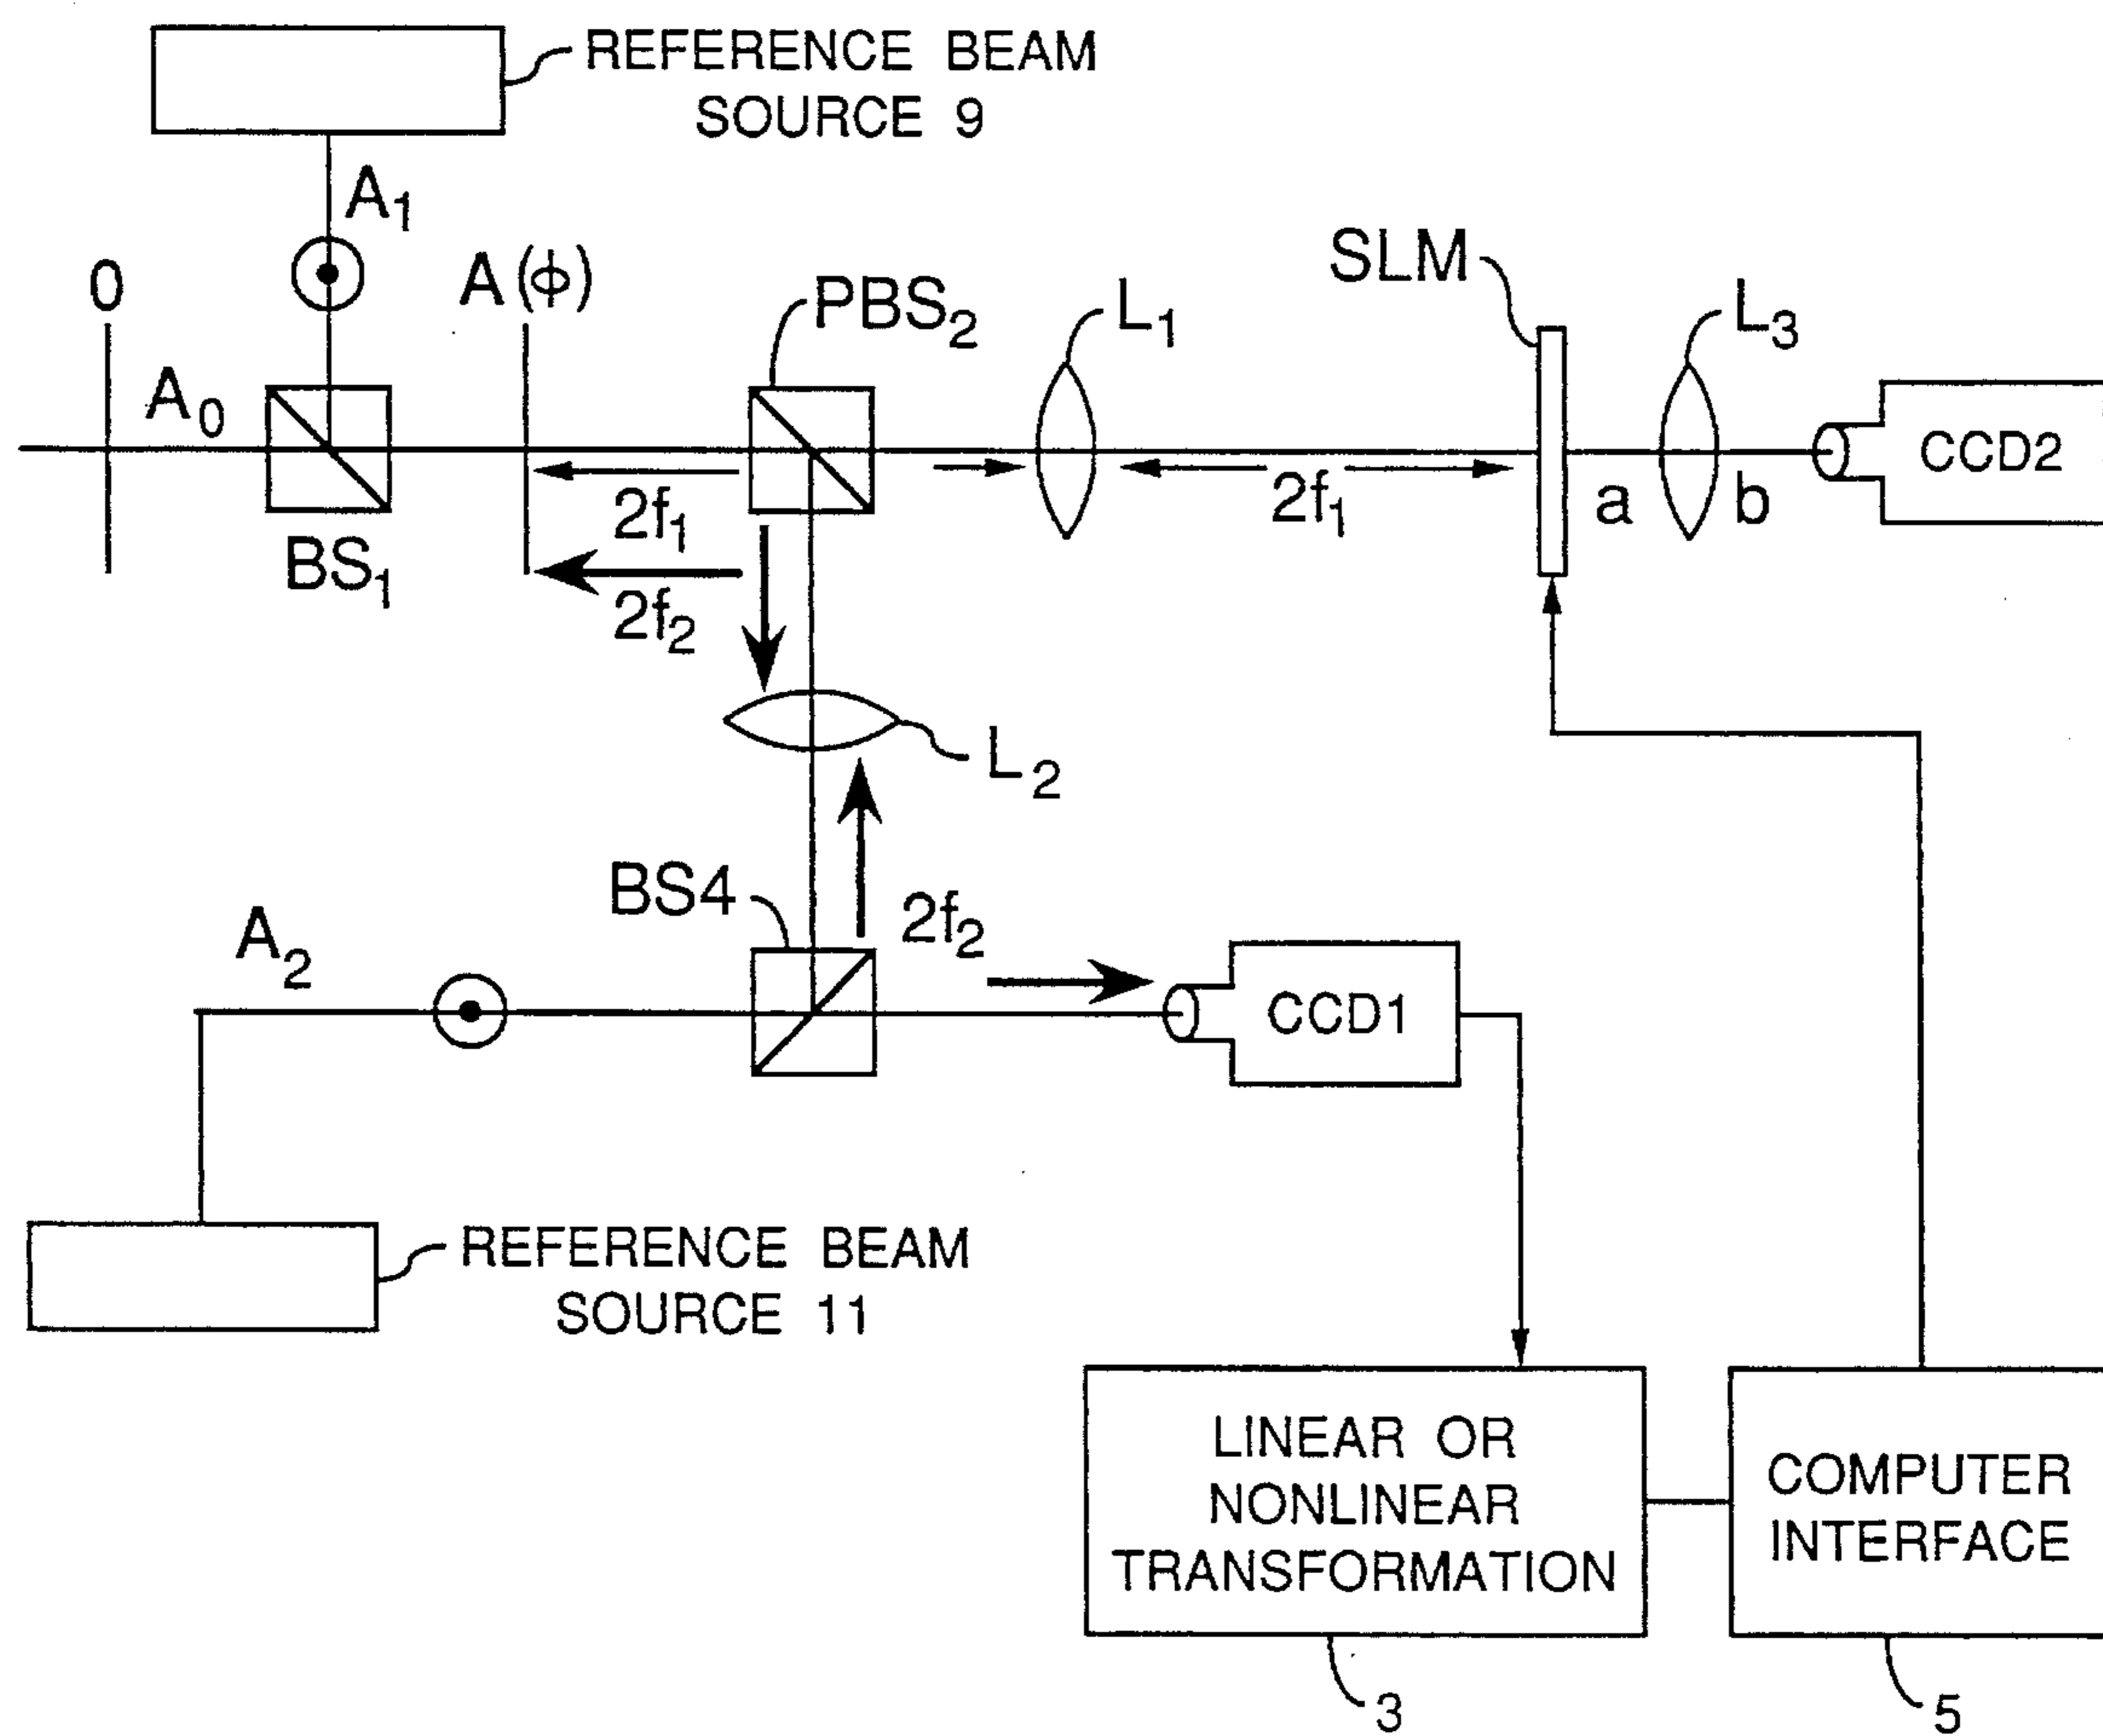 REFERENCE BEAM
SOURCE 9
A1
0
A0
A(ϕ)
BS1
PBS2
L1
SLM
L3
CCD2
2f1
2f1
a
b
2f2
L2
BS4
2f2
A2
CCD1
REFERENCE BEAM
SOURCE 11
LINEAR OR
NONLINEAR
TRANSFORMATION
COMPUTER
INTERFACE
3
5